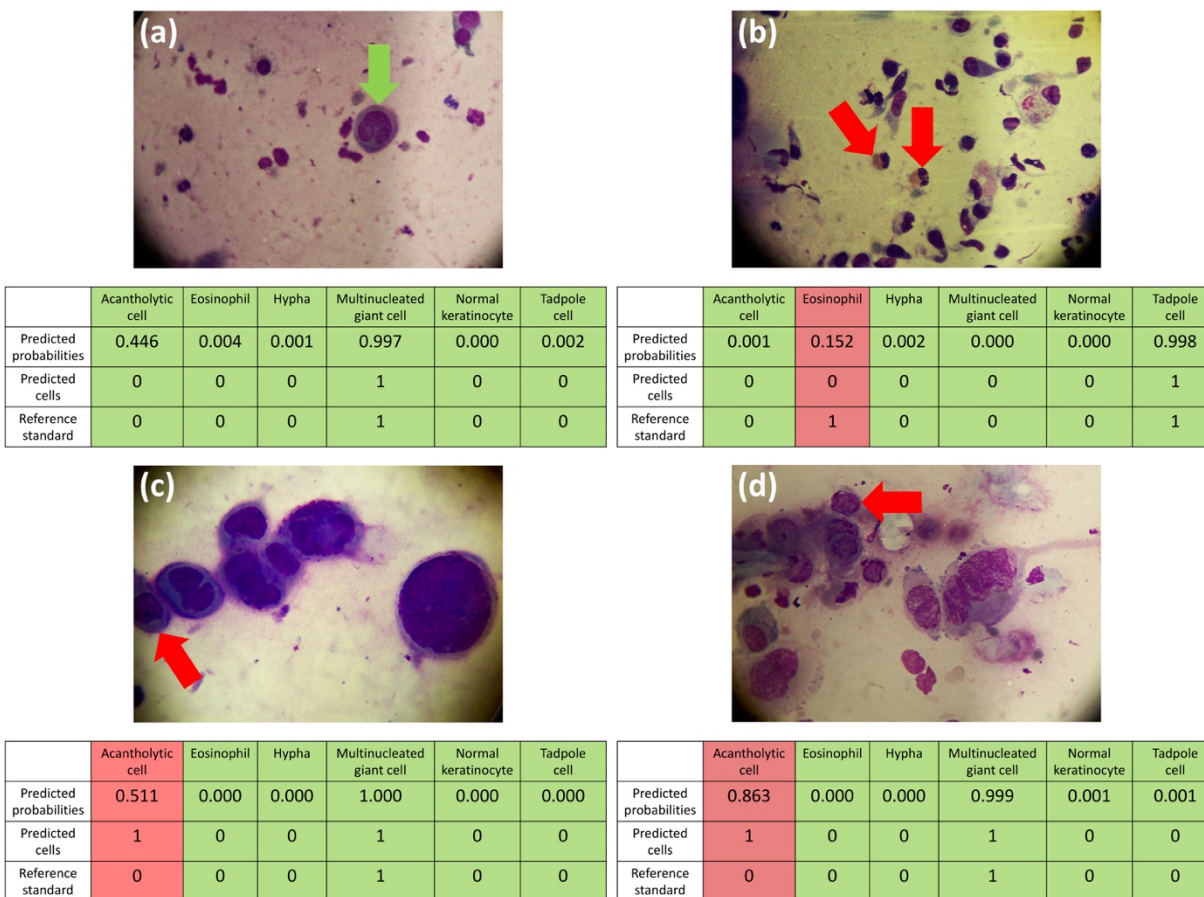 (a)
(b)
Acantholytic cell Eosinophil Hypha Multinucleated giant cell Normal keratinocyte Tadpole cell
Predicted probabilities 0.446 0.004 0.001 0.997 0.000 0.002
Predicted cells 0 0 0 1 0 0
Reference standard 0 0 0 1 0 0
Acantholytic cell Eosinophil Hypha Multinucleated giant cell Normal keratinocyte Tadpole cell
Predicted probabilities 0.001 0.152 0.002 0.000 0.000 0.998
Predicted cells 0 0 0 0 0 1
Reference standard 0 1 0 0 0 1
(c)
(d)
Acantholytic cell Eosinophil Hypha Multinucleated giant cell Normal keratinocyte Tadpole cell
Predicted probabilities 0.511 0.000 0.000 1.000 0.000 0.000
Predicted cells 1 0 0 1 0 0
Reference standard 0 0 0 1 0 0
Acantholytic cell Eosinophil Hypha Multinucleated giant cell Normal keratinocyte Tadpole cell
Predicted probabilities 0.863 0.000 0.000 0.999 0.001 0.001
Predicted cells 1 0 0 1 0 0
Reference standard 0 0 0 1 0 0